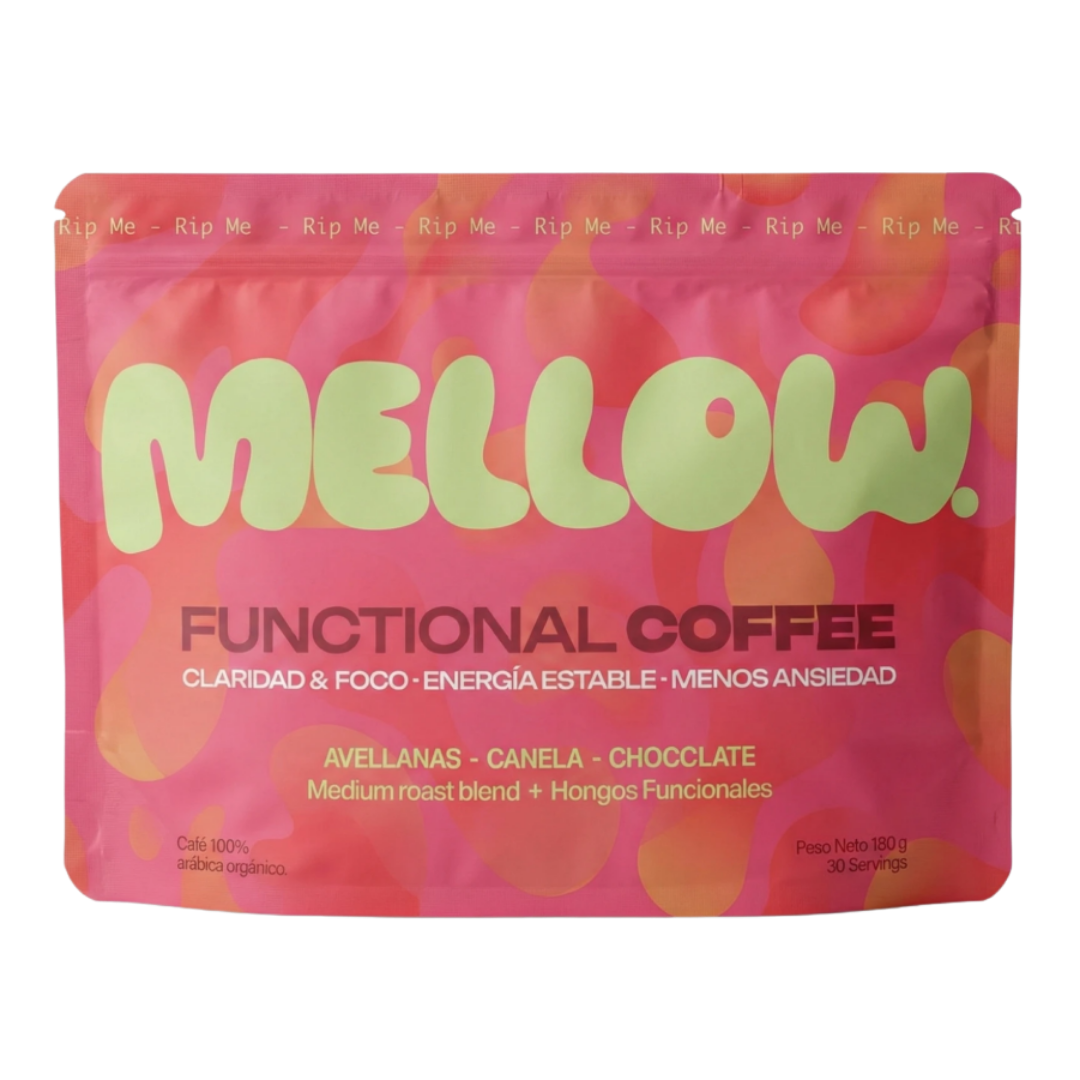 Rip Me - Rip Me - Rip Me - Rip Me - Rip Me - Rip Me - Rip Me - Rip Me - Ri
MELLOW.
FUNCTIONAL COFFEE
CLARIDAD & FOCO - ENERGÍA ESTABLE - MENOS ANSIEDAD
AVELLANAS - CANELA - CHOCCLATE
Medium roast blend + Hongos Funcionales
Café 100%
arábica orgánico.
Peso Neto 180 g
30 Servings